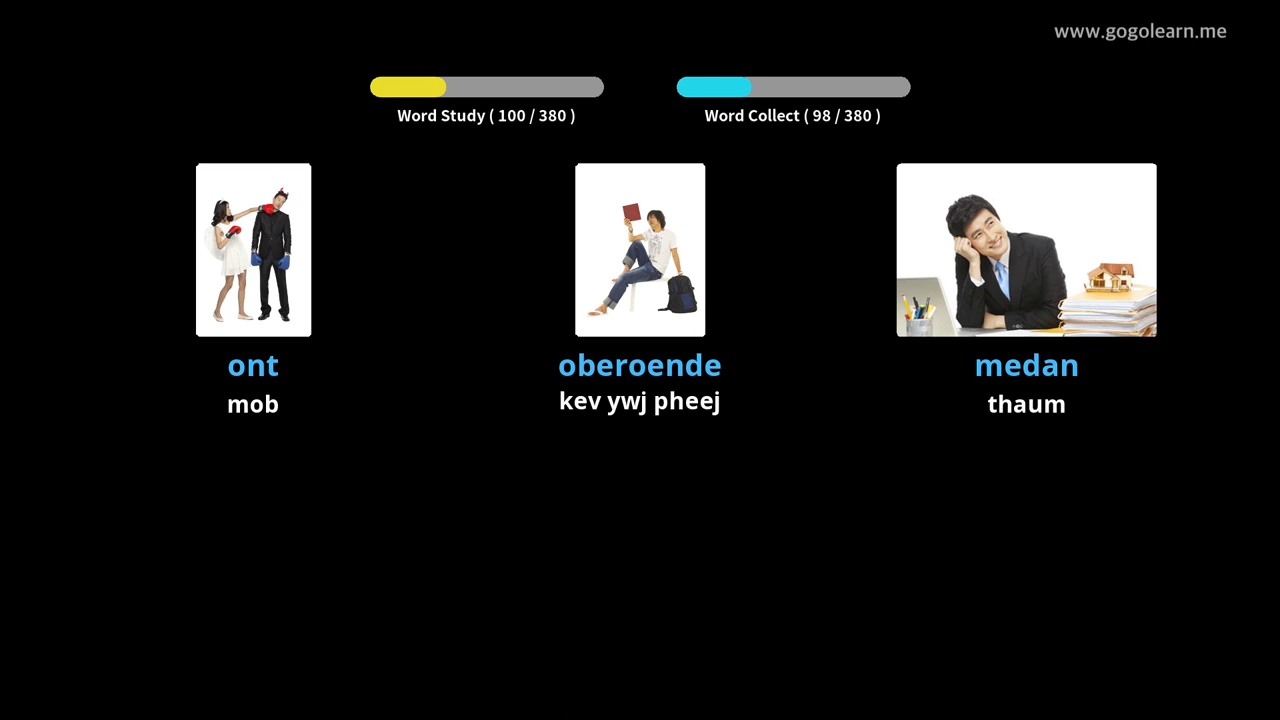 www.gogolearn.me
Word Study ( 100 / 380 )
Word Collect ( 98 / 380 )
ont
mob
oberoende
kev ywj pheej
medan
thaum